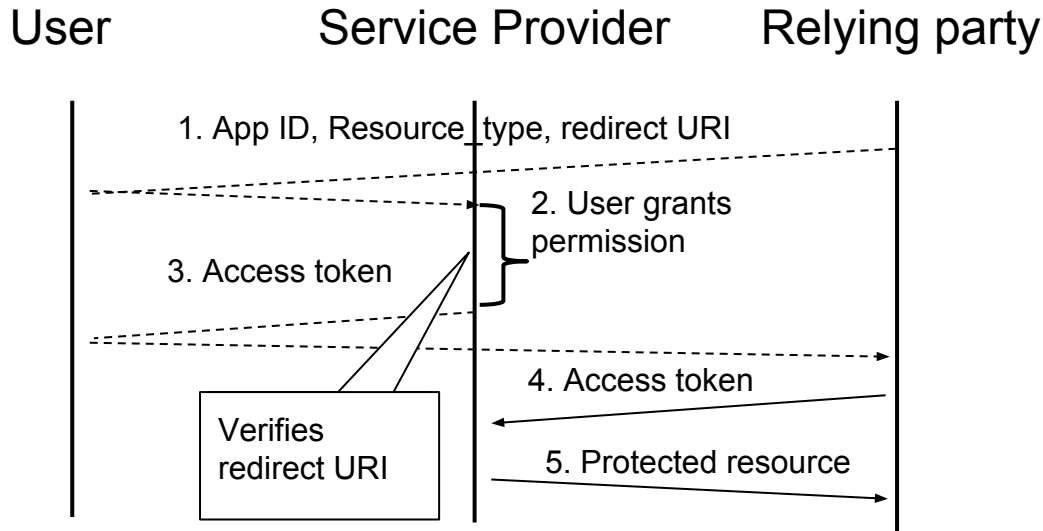 User
Service Provider
Relying party
1. App ID, Resource_type, redirect URI
2. User grants
permission
3. Access token
4. Access token
Verifies
redirect URI
5. Protected resource